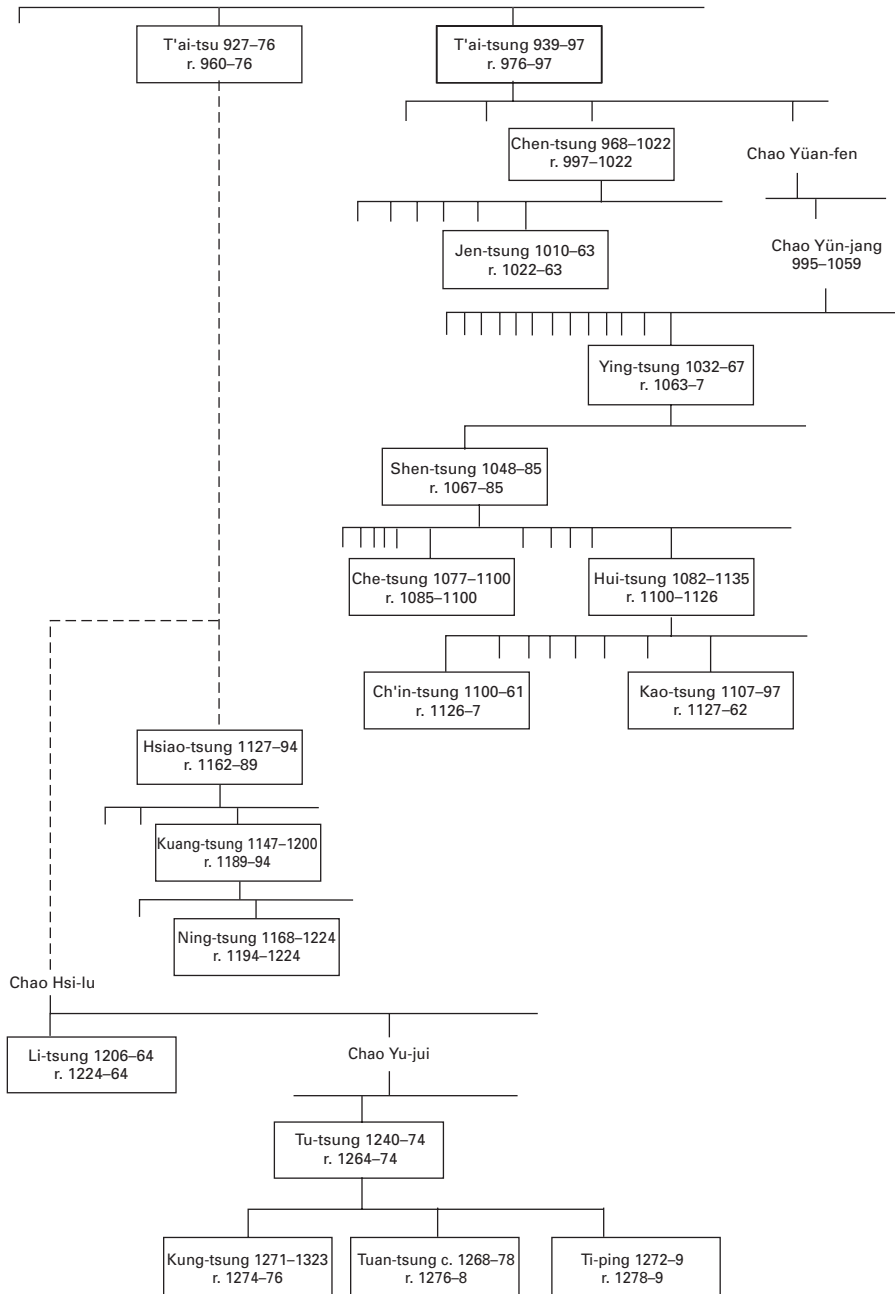 T'ai-tsu 927–76
r. 960–76
T'ai-tsung 939–97
r. 976–97
Chen-tsung 968–1022
r. 997–1022
Chao Yüan-fen
Jen-tsung 1010–63
r. 1022–63
Chao Yün-jang
995–1059
Ying-tsung 1032–67
r. 1063–7
Shen-tsung 1048–85
r. 1067–85
Che-tsung 1077–1100
r. 1085–1100
Hui-tsung 1082–1135
r. 1100–1126
Ch'in-tsung 1100–61
r. 1126–7
Kao-tsung 1107–97
r. 1127–62
Hsiao-tsung 1127–94
r. 1162–89
Kuang-tsung 1147–1200
r. 1189–94
Ning-tsung 1168–1224
r. 1194–1224
Chao Hsi-lu
Li-tsung 1206–64
r. 1224–64
Chao Yu-jui
Tu-tsung 1240–74
r. 1264–74
Kung-tsung 1271–1323
r. 1274–76
Tuan-tsung c. 1268–78
r. 1276–8
Ti-ping 1272–9
r. 1278–9